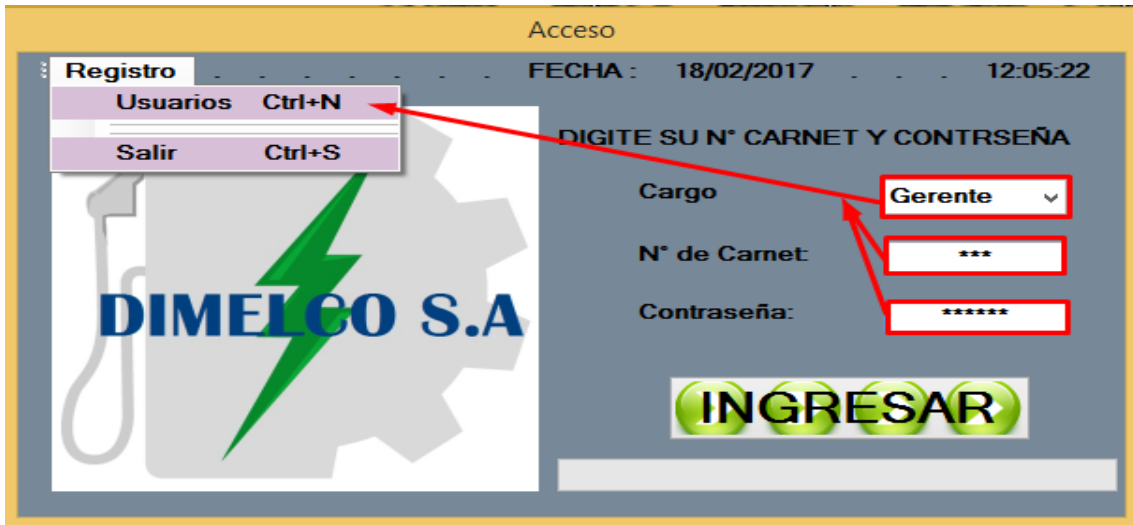 Acceso
Registro . . . . . . . FECHA : 18/02/2017 . . . 12:05:22
Usuarios Ctrl+N
Salir Ctrl+S
DIGITE SU N° CARNET Y CONTRSEÑA
Cargo Gerente
N° de Carnet: ***
Contraseña: ******
DIMELCO S.A
INGRESAR